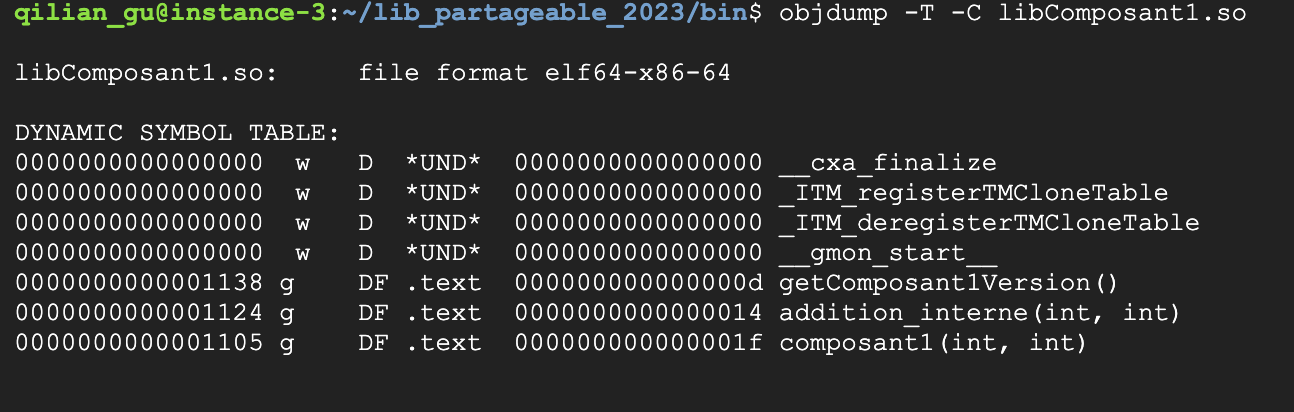 qilian_gu@instance-3:~/lib_partageable_2023/bin$ objdump -T -C libComposant1.so
libComposant1.so:     file format elf64-x86-64
DYNAMIC SYMBOL TABLE:
0000000000000000  w   D  *UND*  0000000000000000 __cxa_finalize
0000000000000000  w   D  *UND*  0000000000000000 _ITM_registerTMCloneTable
0000000000000000  w   D  *UND*  0000000000000000 _ITM_deregisterTMCloneTable
0000000000000000  w   D  *UND*  0000000000000000 __gmon_start__
0000000000001138 g    DF .text  000000000000000d getComposant1Version()
0000000000001124 g    DF .text  0000000000000014 addition_interne(int, int)
0000000000001105 g    DF .text  000000000000001f composant1(int, int)